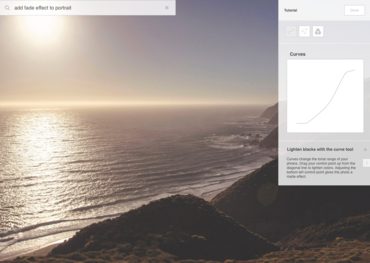 add fade effect to portrait
Tutorial
Curves
Lighten blacks with the curve tool
Curves change the tonal range of your
photo. Drag your control point up from the
diagonal line to lighten colors. Adjusting the
bottom left control point gives the photo a
matte effect.